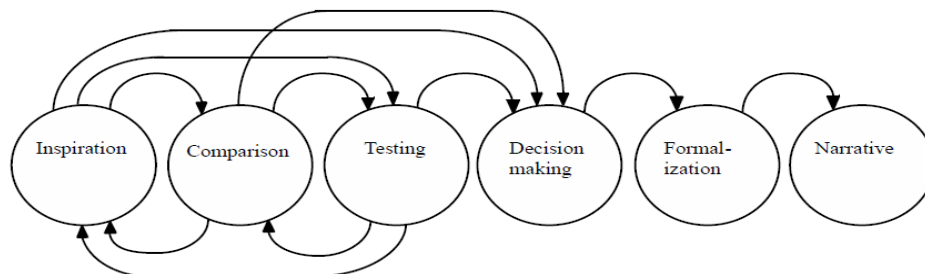 Inspiration
Comparison
Testing
Decision
making
Formal-
ization
Narrative